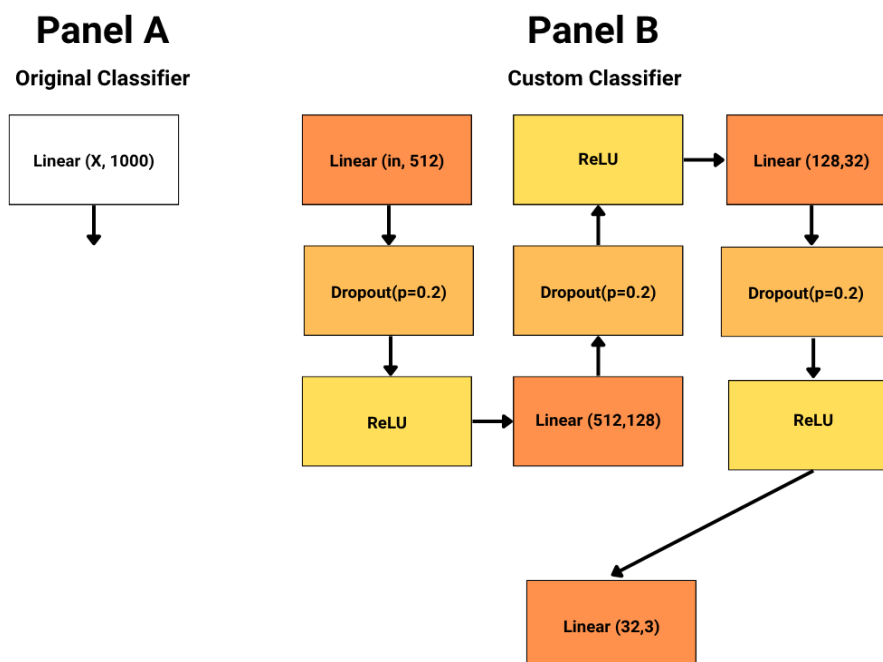 Panel A
Original Classifier
Linear (X, 1000)
Panel B
Custom Classifier
Linear (in, 512)
Dropout(p=0.2)
ReLU
Linear (512,128)
Dropout(p=0.2)
ReLU
Linear (128,32)
Dropout(p=0.2)
ReLU
Linear (32,3)